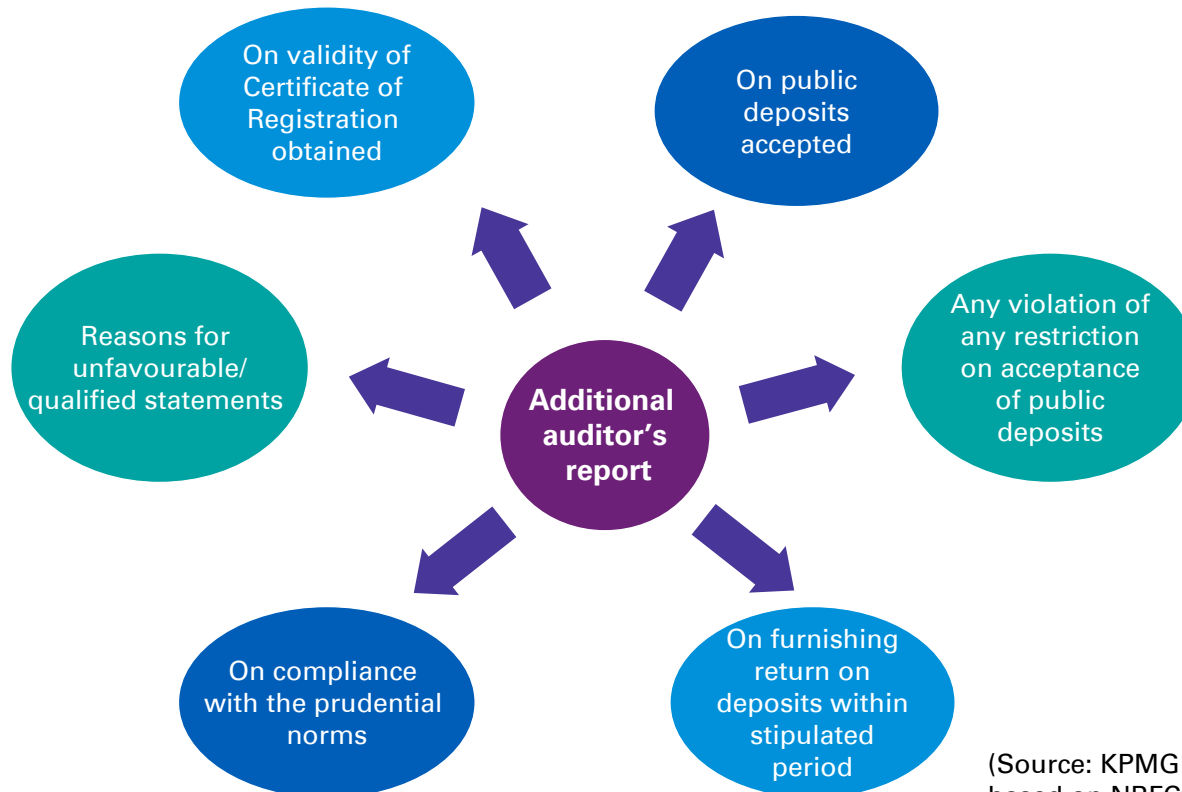 On validity of
Certificate of
Registration
obtained
On public
deposits
accepted
Reasons for
unfavourable/
qualified statements
Additional
auditor’s
report
Any violation of
any restriction
on acceptance
of public
deposits
On compliance
with the prudential
norms
On furnishing
return on
deposits within
stipulated
period
(Source: KPMG
based on